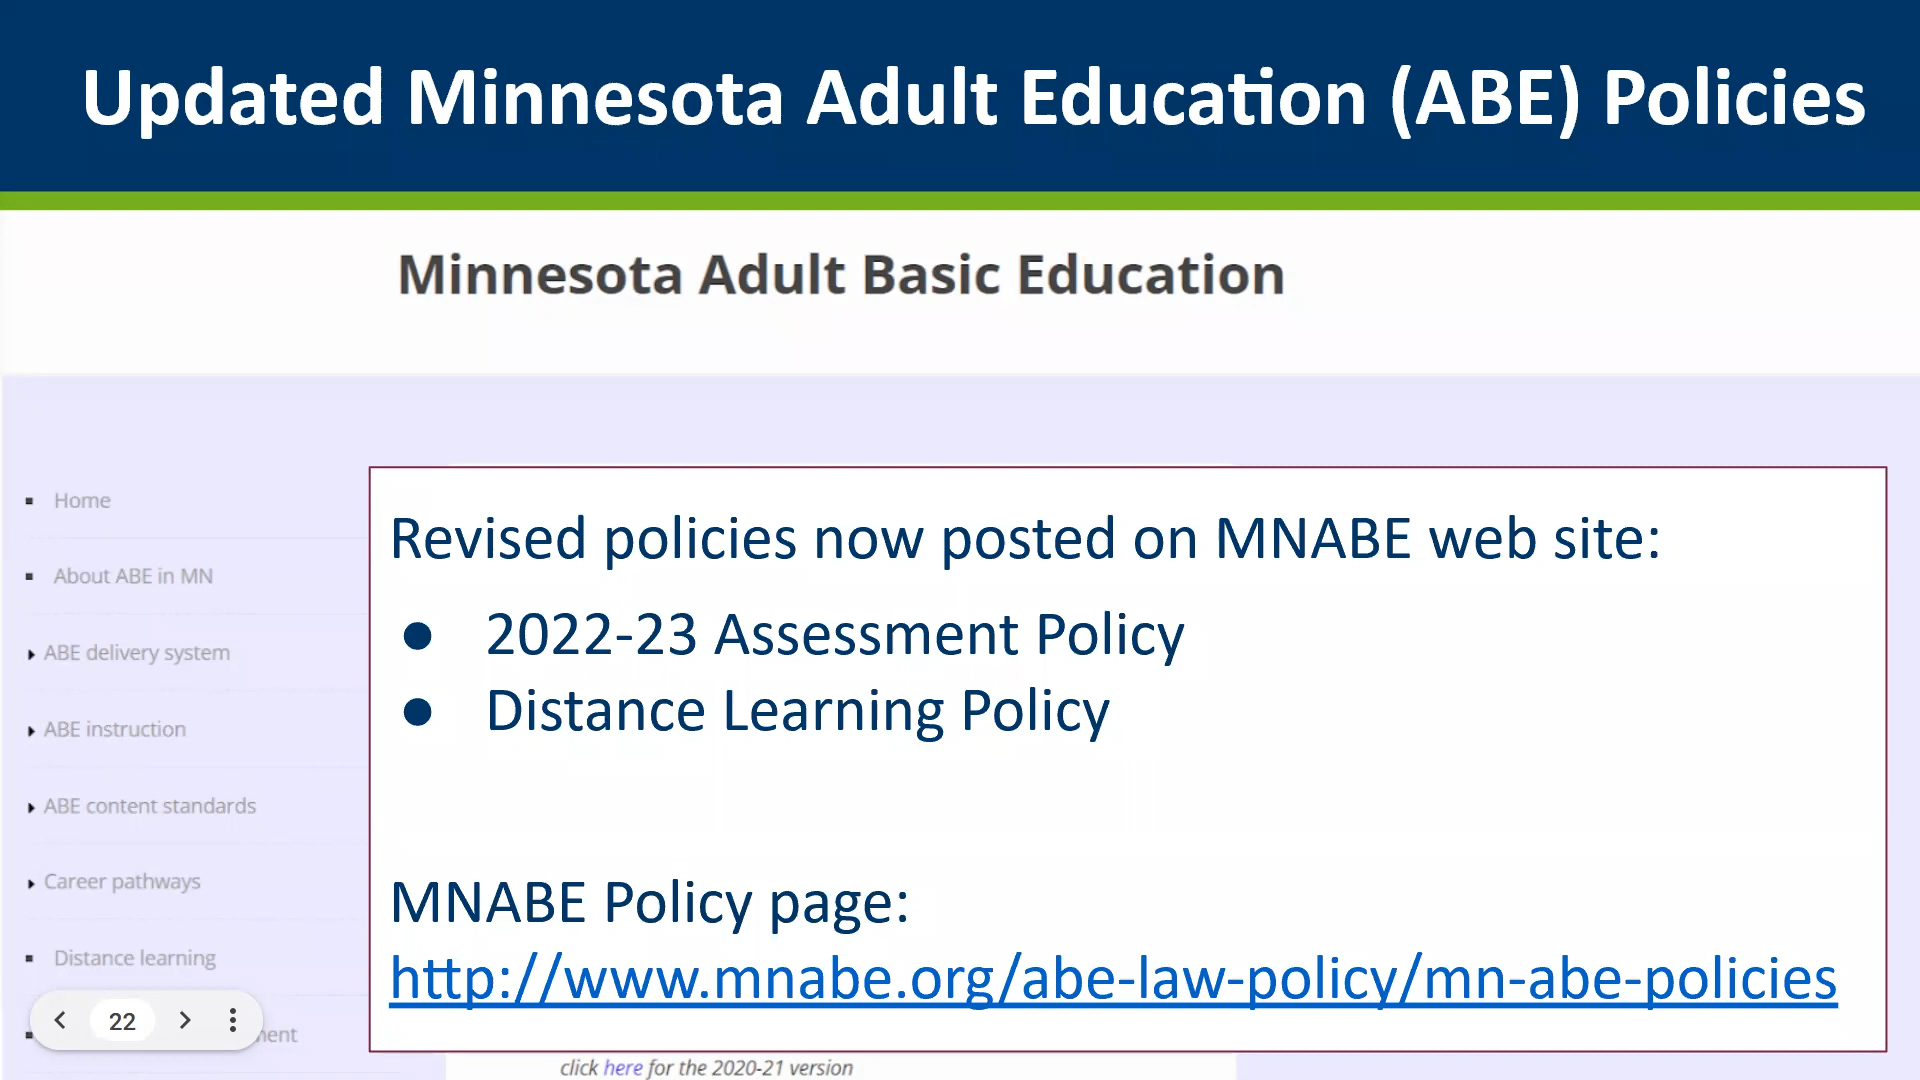 Updated Minnesota Adult Education (ABE) Policies
Minnesota Adult Basic Education
Home
About ABE in MN
ABE delivery system
ABE instruction
ABE content standards
Career pathways
Distance learning
Revised policies now posted on MNABE web site:
● 2022-23 Assessment Policy
● Distance Learning Policy
MNABE Policy page:
http://www.mnabe.org/abe-law-policy/mn-abe-policies
22
click here for the 2020-21 version